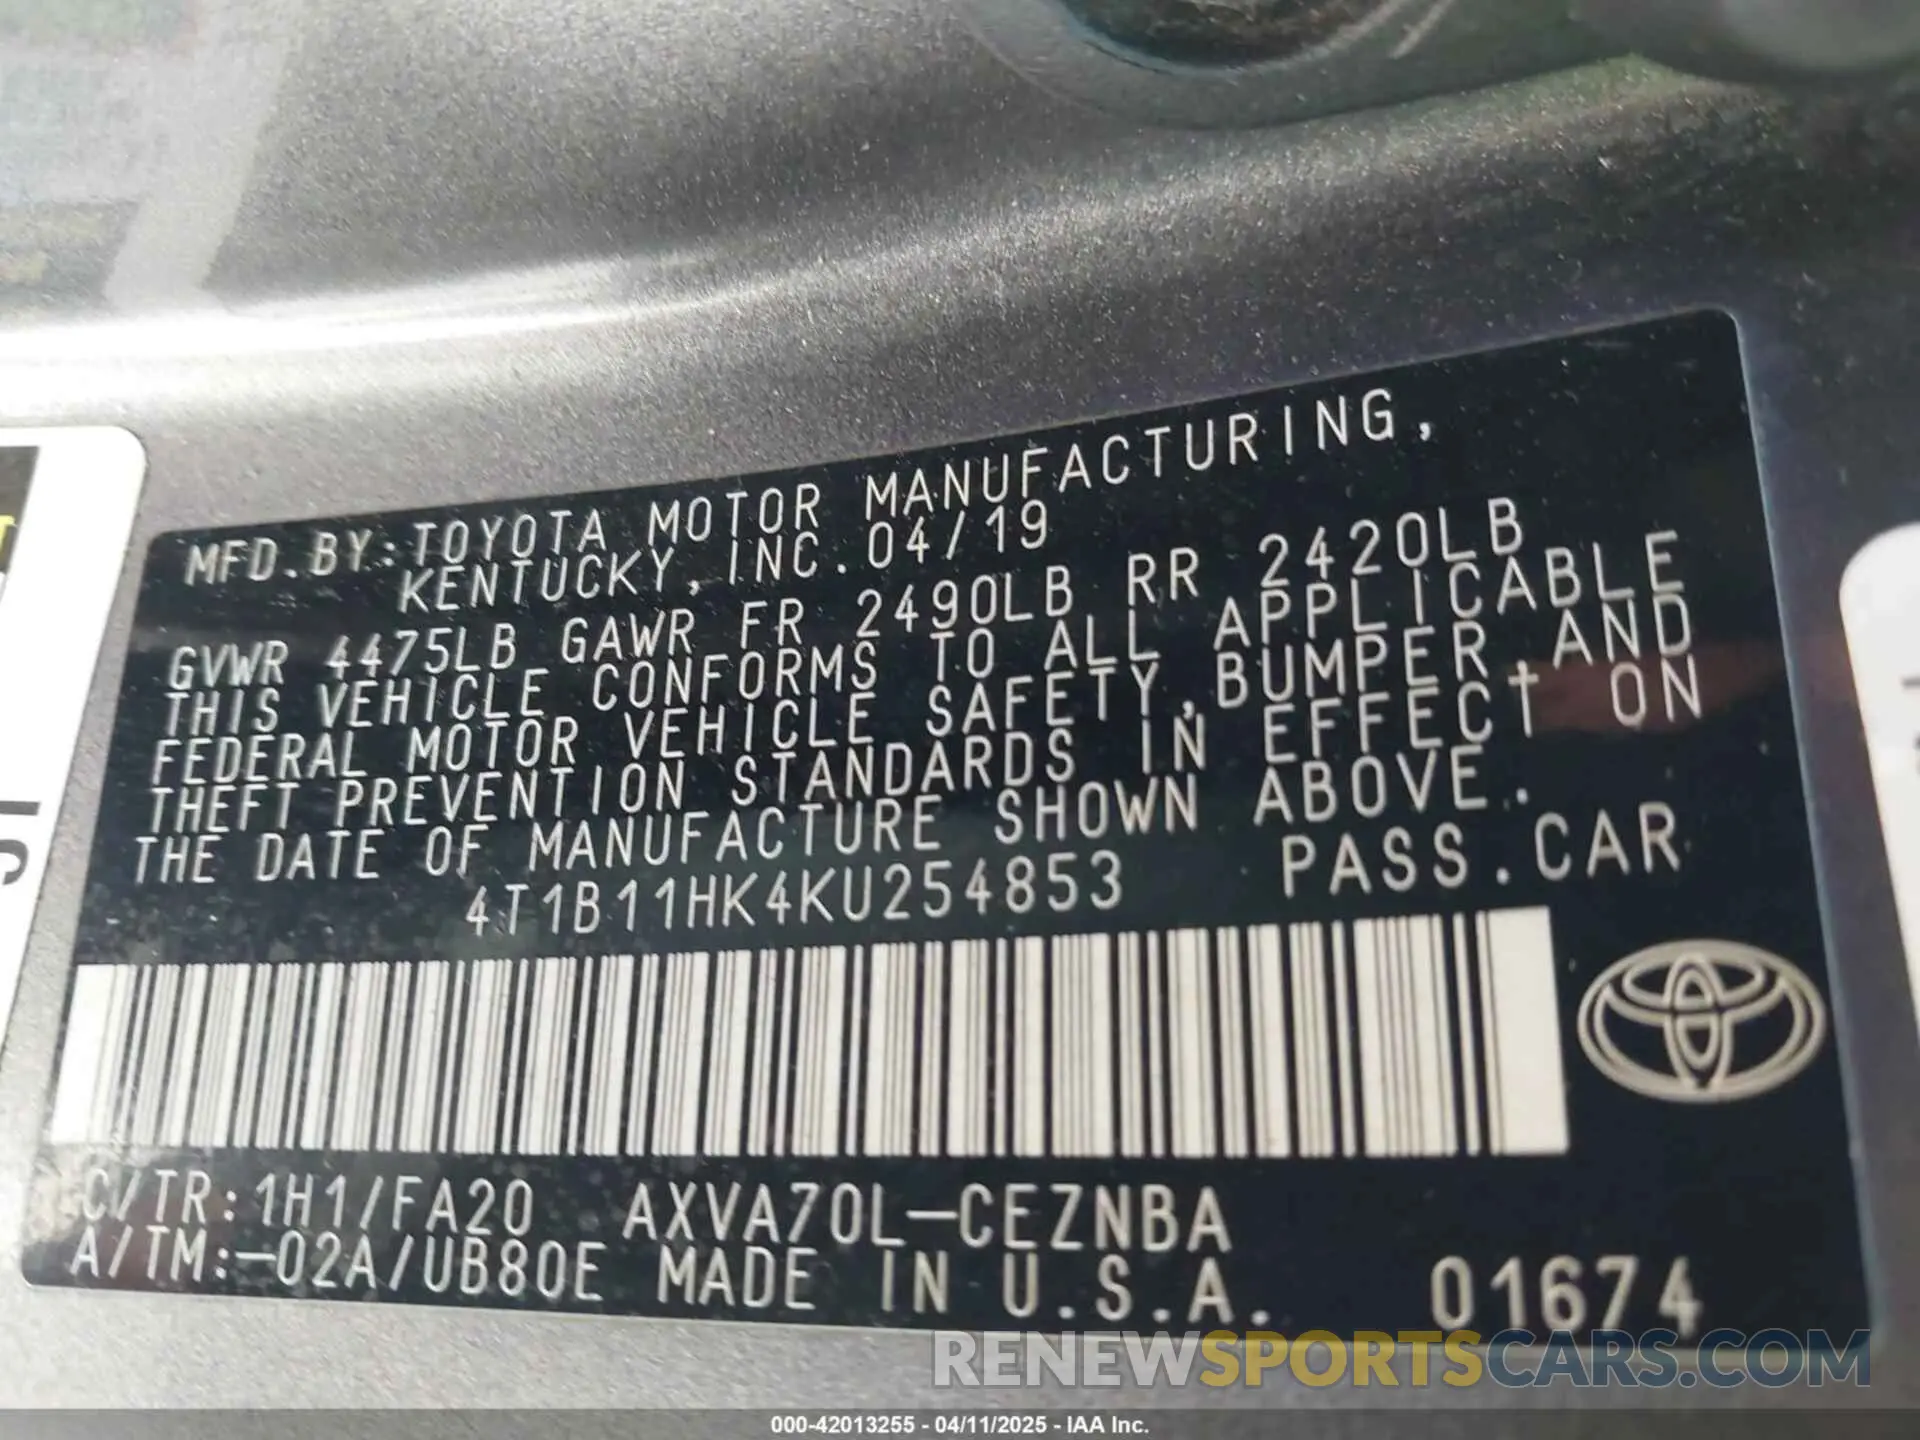 MFD.BY:TOYOTA MOTOR MANUFACTURING,
KENTUCKY, INC. 04/19
GVWR 4475LB GAWR FR 2490LB RR 2420LB
THIS VEHICLE CONFORMS TO ALL APPLICABLE
FEDERAL MOTOR VEHICLE SAFETY, BUMPER, AND
THEFT PREVENTION STANDARDS IN EFFECT ON
THE DATE OF MANUFACTURE SHOWN ABOVE.
4T1B11HK4KU254853 PASS.CAR
C/TR:1H1/FA20 AXVA70L-CEZNBA
A/TM:-02A/UB80E MADE IN U.S.A. 01674
RENEWSPORTSCARS.COM
000-42013255 - 04/11/2025 - IAA Inc.